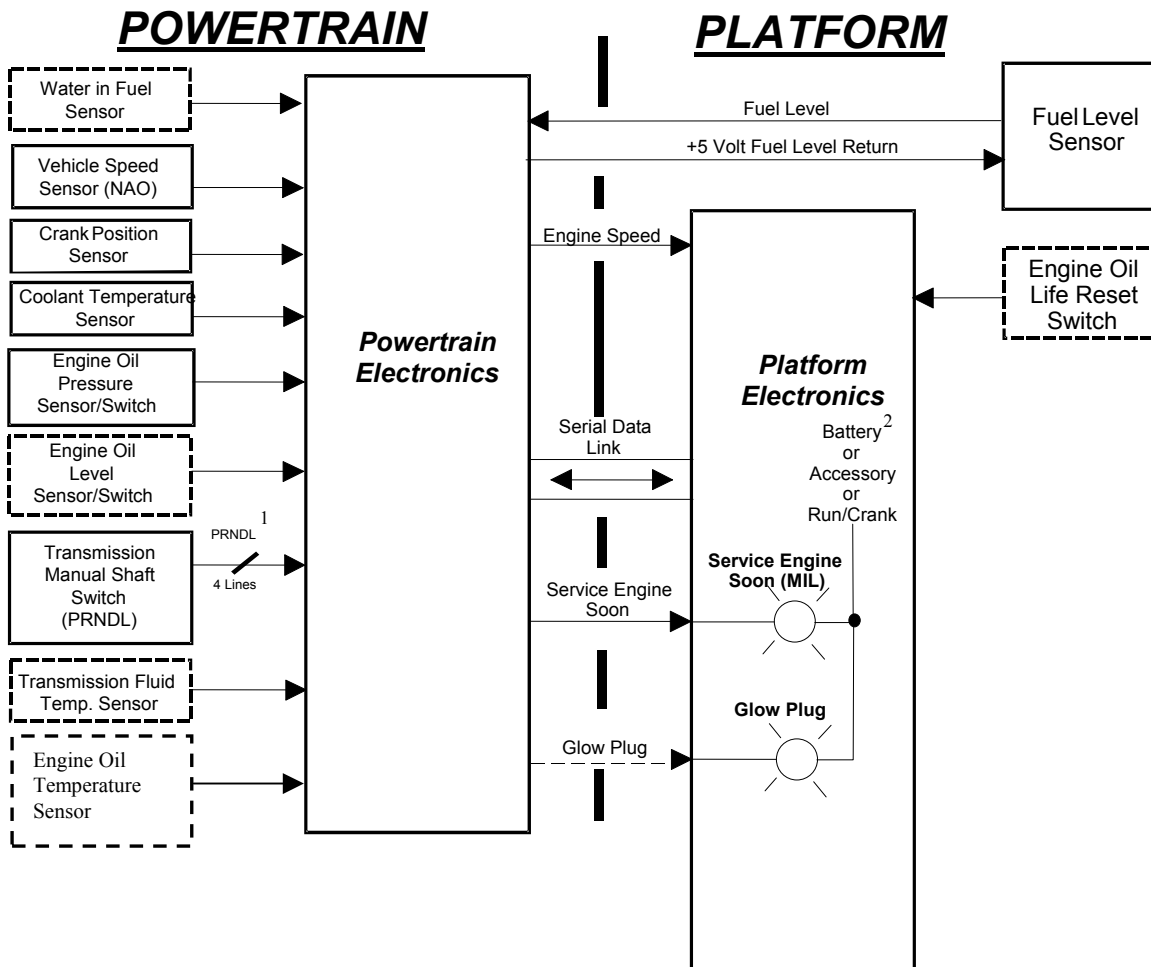 POWERTRAIN
PLATFORM
Water in Fuel
Sensor
Vehicle Speed
Sensor (NAO)
Crank Position
Sensor
Coolant Temperature
Sensor
Engine Oil
Pressure
Sensor/Switch
Engine Oil
Level
Sensor/Switch
Transmission
Manual Shaft
Switch
(PRNDL)
PRNDL 1
4 Lines
Transmission Fluid
Temp. Sensor
Engine Oil
Temperature
Sensor
Powertrain
Electronics
Fuel Level
+5 Volt Fuel Level Return
Engine Speed
Serial Data
Link
Service Engine
Soon
Glow Plug
Fuel Level
Sensor
Engine Oil
Life Reset
Switch
Platform
Electronics
Battery 2
or
Accessory
or
Run/Crank
Service Engine
Soon (MIL)
Glow Plug